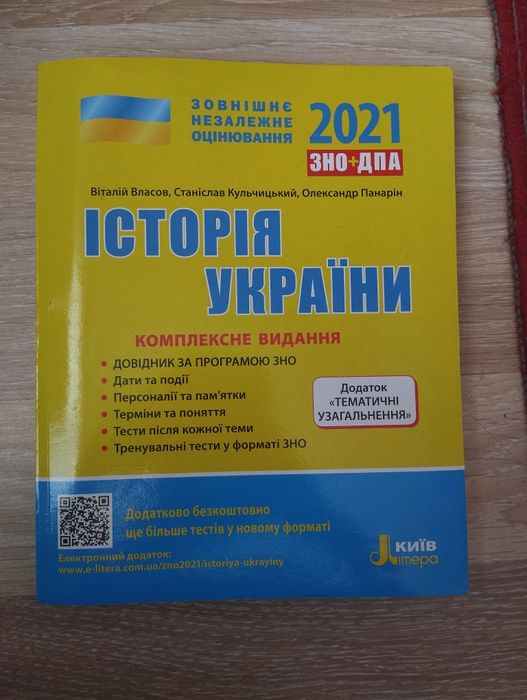 ЗОВНІШНЄ
НЕЗАЛЕЖНЕ
ОЦІНЮВАННЯ
2021
ЗНО+ДПА
Віталій Власов, Станіслав Кульчицький, Олександр Панарін
ІСТОРІЯ
УКРАЇНИ
КОМПЛЕКСНЕ ВИДАННЯ
• ДОВІДНИК ЗА ПРОГРАМОЮ ЗНО
• Дати та події
• Персоналії та пам'ятки
• Терміни та поняття
• Тести після кожної теми
• Тренувальні тести у форматі ЗНО
Додаток
«ТЕМАТИЧНІ
УЗАГАЛЬНЕННЯ»
Додатково безкоштовно
ще більше тестів у новому форматі
Електронний додаток:
www.e-litera.com.ua/zno2021/istoriya-ukrayiny
КИЇВ
Літера